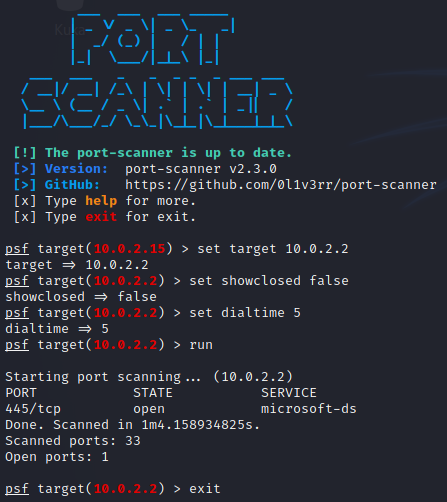 PORT
SCANNER
[!] The port-scanner is up to date.
[>] Version: port-scanner v2.3.0
[>] GitHub: https://github.com/0l1v3rr/port-scanner
[x] Type help for more.
[x] Type exit for exit.
psf target(10.0.2.15) > set target 10.0.2.2
target => 10.0.2.2
psf target(10.0.2.2) > set showclosed false
showclosed => false
psf target(10.0.2.2) > set dialtime 5
dialtime => 5
psf target(10.0.2.2) > run
Starting port scanning... (10.0.2.2)
PORT STATE SERVICE
445/tcp open microsoft-ds
Done. Scanned in 1m4.158934825s.
Scanned ports: 33
Open ports: 1
psf target(10.0.2.2) > exit